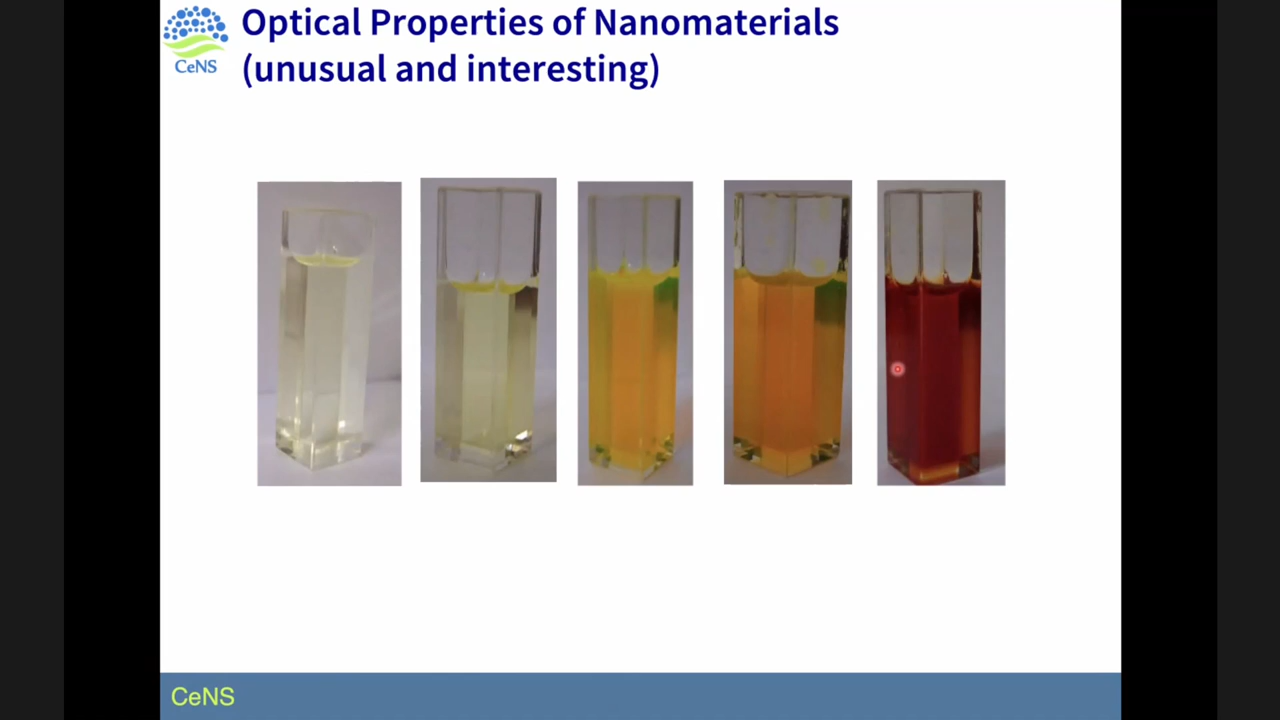 Optical Properties of Nanomaterials
(unusual and interesting)
CeNS
CeNS